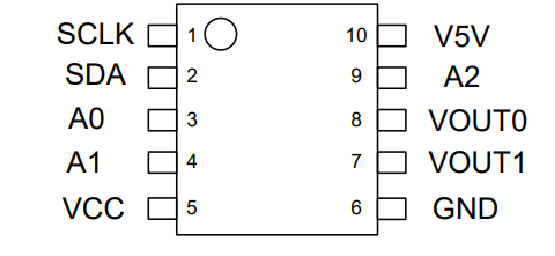 SCLK 1 10 V5V
SDA 2 9 A2
A0 3 8 VOUT0
A1 4 7 VOUT1
VCC 5 6 GND